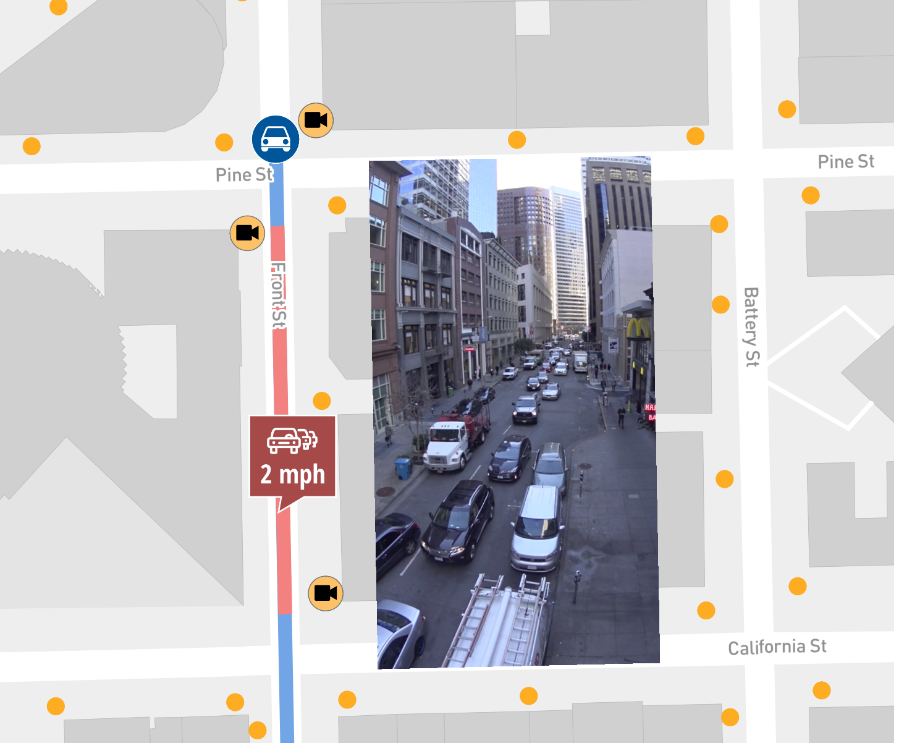 Pine St
Pine St
Front St
Battery St
2 mph
California St